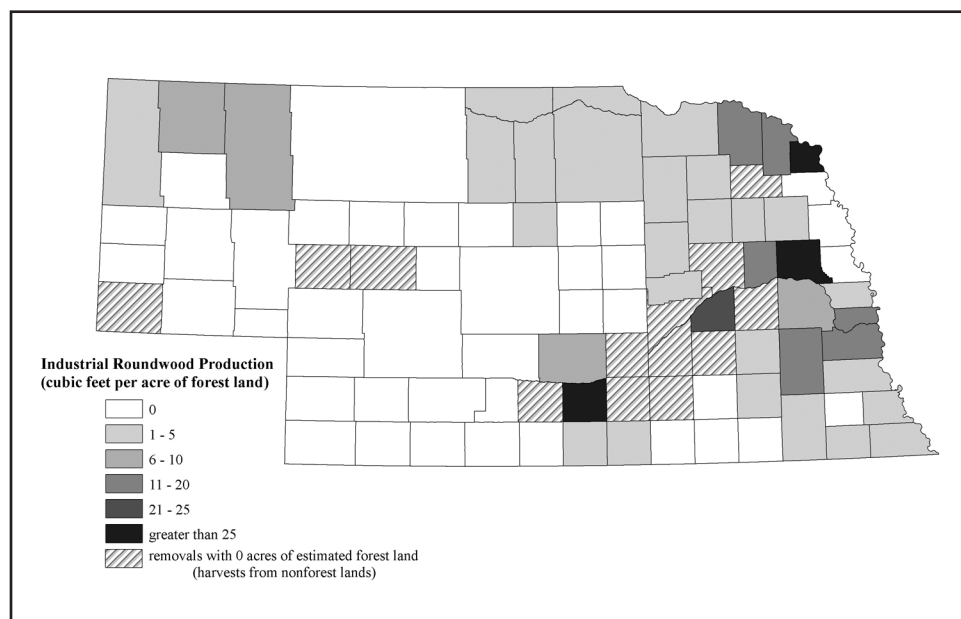 Industrial Roundwood Production
(cubic feet per acre of forest land)
0
1 - 5
6 - 10
11 - 20
21 - 25
greater than 25
removals with 0 acres of estimated forest land
(harvests from nonforest lands)